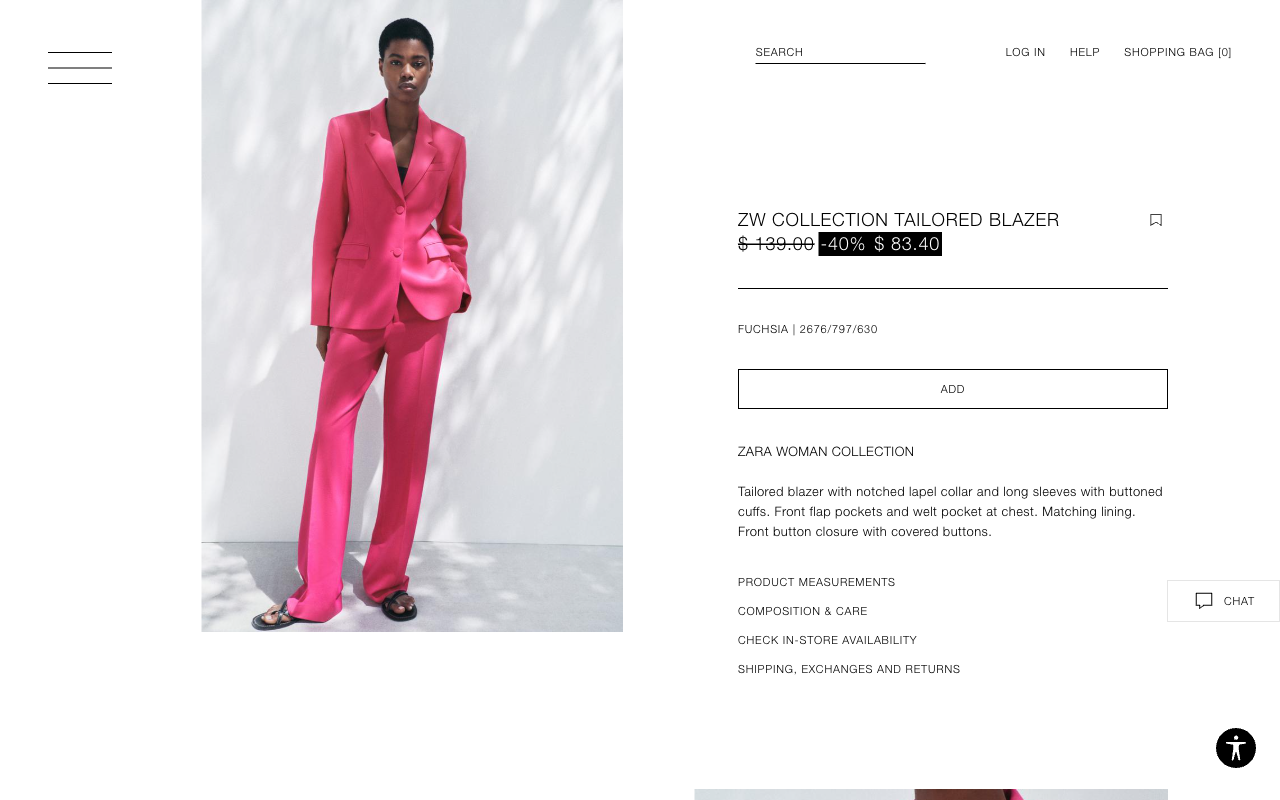 SEARCH
LOG IN
HELP
SHOPPING BAG [0]
ZW COLLECTION TAILORED BLAZER
$ 139.00 -40% $ 83.40
FUCHSIA | 2676/797/630
ADD
ZARA WOMAN COLLECTION
Tailored blazer with notched lapel collar and long sleeves with buttoned
cuffs. Front flap pockets and welt pocket at chest. Matching lining.
Front button closure with covered buttons.
PRODUCT MEASUREMENTS
COMPOSITION & CARE
CHECK IN-STORE AVAILABILITY
SHIPPING, EXCHANGES AND RETURNS
CHAT